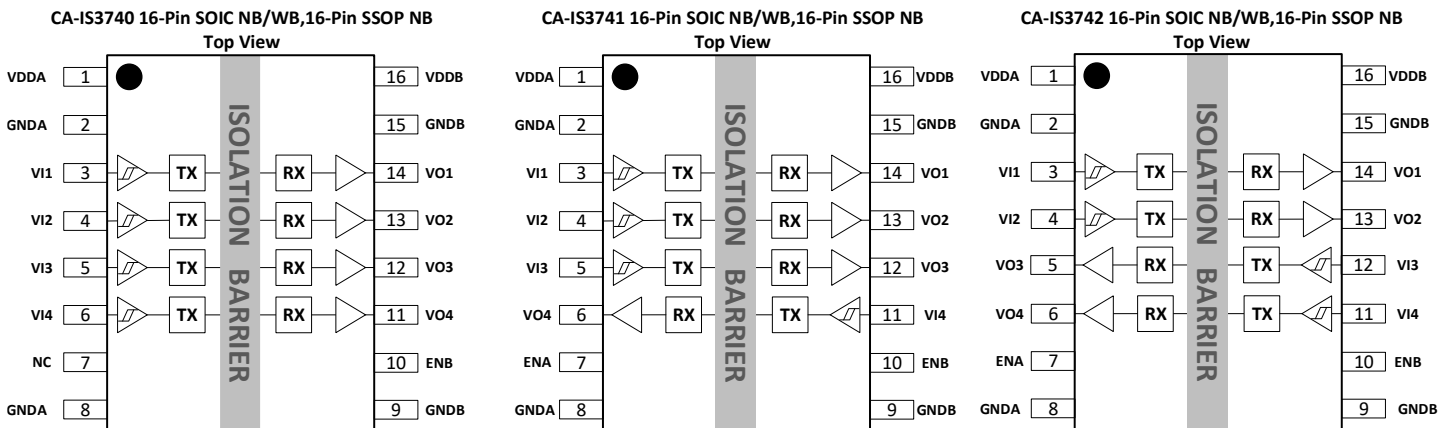 CA-IS3740 16-Pin SOIC NB/WB,16-Pin SSOP NB
Top View
VDDA 1 16 VDDB
GNDA 2 15 GNDB
VI1 3 TX RX 14 VO1
VI2 4 TX RX 13 VO2
VI3 5 TX RX 12 VO3
VI4 6 TX RX 11 VO4
NC 7 10 ENB
GNDA 8 9 GNDB
ISOLATION BARRIER
CA-IS3741 16-Pin SOIC NB/WB,16-Pin SSOP NB
Top View
VDDA 1 16 VDDB
GNDA 2 15 GNDB
VI1 3 TX RX 14 VO1
VI2 4 TX RX 13 VO2
VI3 5 TX RX 12 VO3
VO4 6 RX TX 11 VI4
ENA 7 10 ENB
GNDA 8 9 GNDB
ISOLATION BARRIER
CA-IS3742 16-Pin SOIC NB/WB,16-Pin SSOP NB
Top View
VDDA 1 16 VDDB
GNDA 2 15 GNDB
VI1 3 TX RX 14 VO1
VI2 4 TX RX 13 VO2
VO3 5 RX TX 12 VI3
VO4 6 RX TX 11 VI4
ENA 7 10 ENB
GNDA 8 9 GNDB
ISOLATION BARRIER